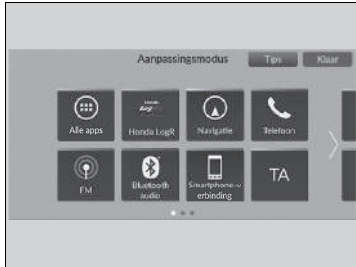 Aanpassingsmodus Tips Klaar
Alle apps Honda LogR Navigatie Telefoon
FM Bluetooth audio Smartphone-v erbinding TA